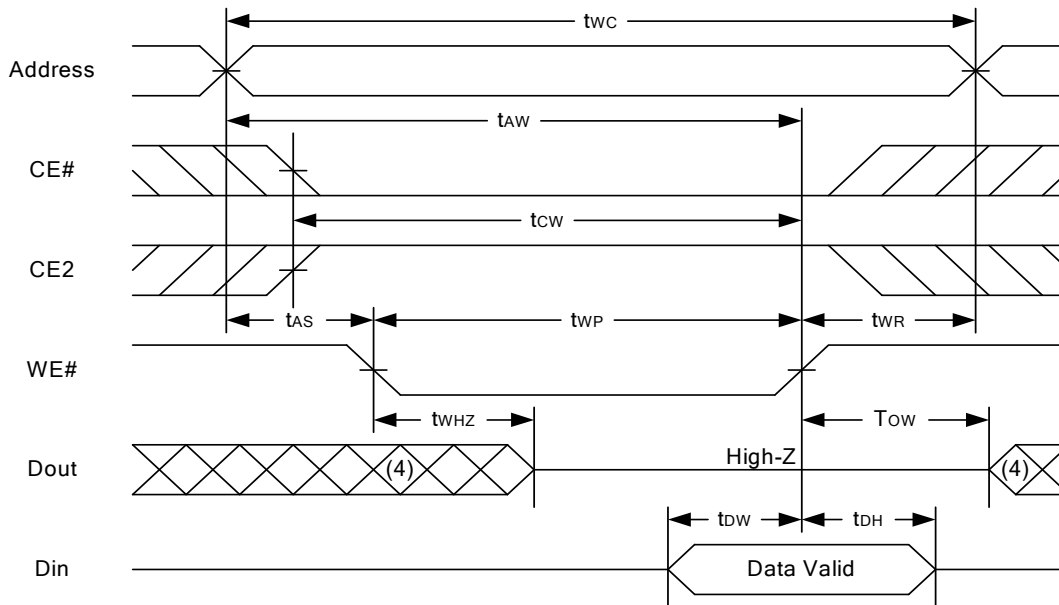 tWC
Address
tAW
CE#
tCW
CE2
tAS tWP tWR
WE#
tWHZ TOW
Dout (4) High-Z (4)
tDW tDH
Din Data Valid